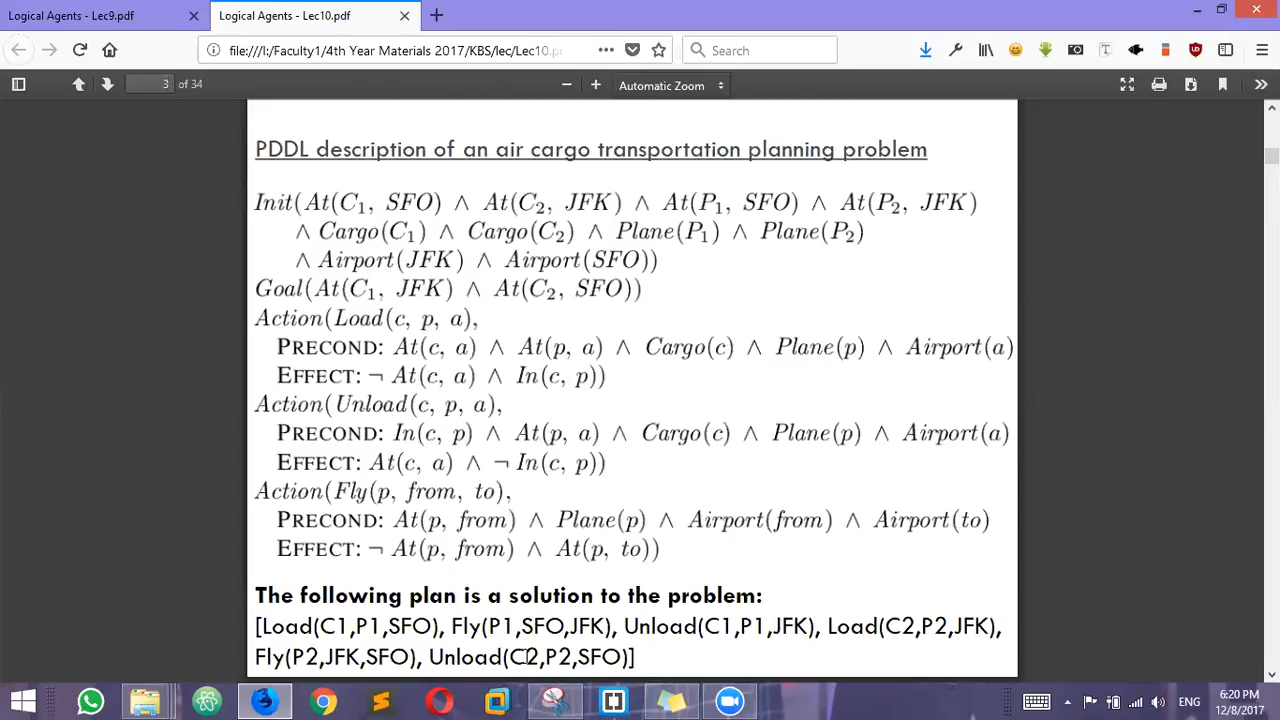 Logical Agents - Lec9.pdf
Logical Agents - Lec10.pdf
file:///I:/Faculty1/4th Year Materials 2017/KBS/lec/Lec10.p
Search
3 of 34
Automatic Zoom
PDDL description of an air cargo transportation planning problem
Init(At(C₁, SFO) ∧ At(C₂, JFK) ∧ At(P₁, SFO) ∧ At(P₂, JFK)
∧ Cargo(C₁) ∧ Cargo(C₂) ∧ Plane(P₁) ∧ Plane(P₂)
∧ Airport(JFK) ∧ Airport(SFO))
Goal(At(C₁, JFK) ∧ At(C₂, SFO))
Action(Load(c, p, a),
PRECOND: At(c, a) ∧ At(p, a) ∧ Cargo(c) ∧ Plane(p) ∧ Airport(a)
EFFECT: ¬ At(c, a) ∧ In(c, p))
Action(Unload(c, p, a),
PRECOND: In(c, p) ∧ At(p, a) ∧ Cargo(c) ∧ Plane(p) ∧ Airport(a)
EFFECT: At(c, a) ∧ ¬ In(c, p))
Action(Fly(p, from, to),
PRECOND: At(p, from) ∧ Plane(p) ∧ Airport(from) ∧ Airport(to)
EFFECT: ¬ At(p, from) ∧ At(p, to))
The following plan is a solution to the problem:
[Load(C1,P1,SFO), Fly(P1,SFO,JFK), Unload(C1,P1,JFK), Load(C2,P2,JFK),
Fly(P2,JFK,SFO), Unload(C2,P2,SFO)]
ENG
6:20 PM
12/8/2017